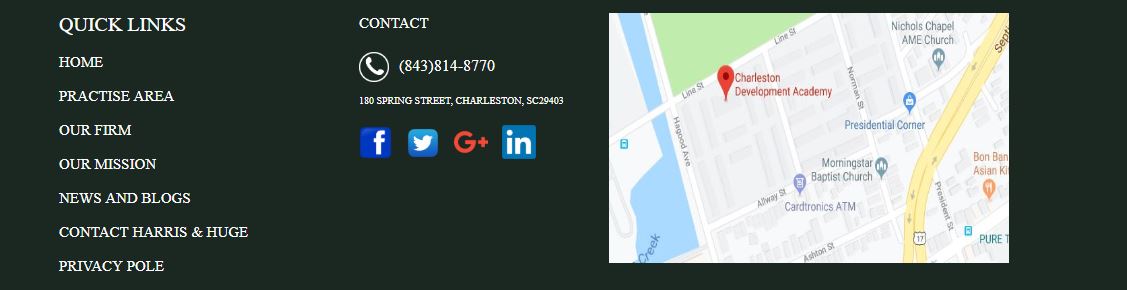 QUICK LINKS
HOME
PRACTISE AREA
OUR FIRM
OUR MISSION
NEWS AND BLOGS
CONTACT HARRIS & HUGE
PRIVACY POLE
CONTACT
(843)814-8770
180 SPRING STREET, CHARLESTON, SC29403
f
G+
in
Nichols Chapel
AME Church
Line St
Septi
Charleston
Development Academy
Line St
Norman St
Presidential Corner
Hagood Ave
Morningstar
Baptist Church
Bon Ban
Asian Kit
Allway St
Cardtronics ATM
President St
17
PURE T
Ashton St
Creek